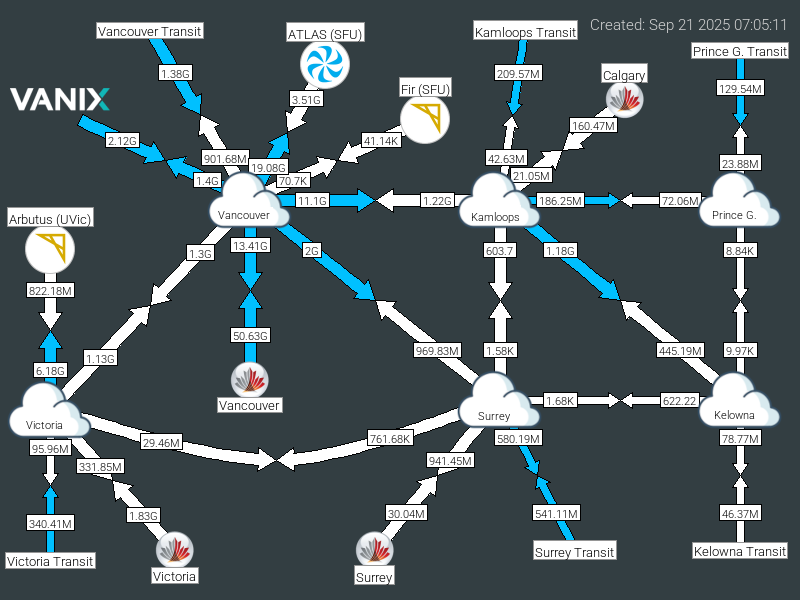 Created: Sep 21 2025 07:05:11
Vancouver Transit
ATLAS (SFU)
Kamloops Transit
Prince G. Transit
1.38G
209.57M
Calgary
129.54M
VANIX
3.51G
Fir (SFU)
160.47M
2.12G
41.14K
901.68M
19.08G
42.63M
23.88M
1.4G
70.7K
21.05M
11.1G
1.22G
186.25M
72.06M
Arbutus (UVic)
Vancouver
Kamloops
Prince G.
1.3G
13.41G
2G
603.7
1.18G
8.84K
822.18M
50.63G
1.13G
969.83M
1.58K
445.19M
9.97K
6.18G
Vancouver
1.68K
622.22
Victoria
Surrey
Kelowna
95.96M
29.46M
761.68K
580.19M
78.77M
331.85M
941.45M
340.41M
1.83G
30.04M
541.11M
46.37M
Victoria Transit
Victoria
Surrey
Surrey Transit
Kelowna Transit